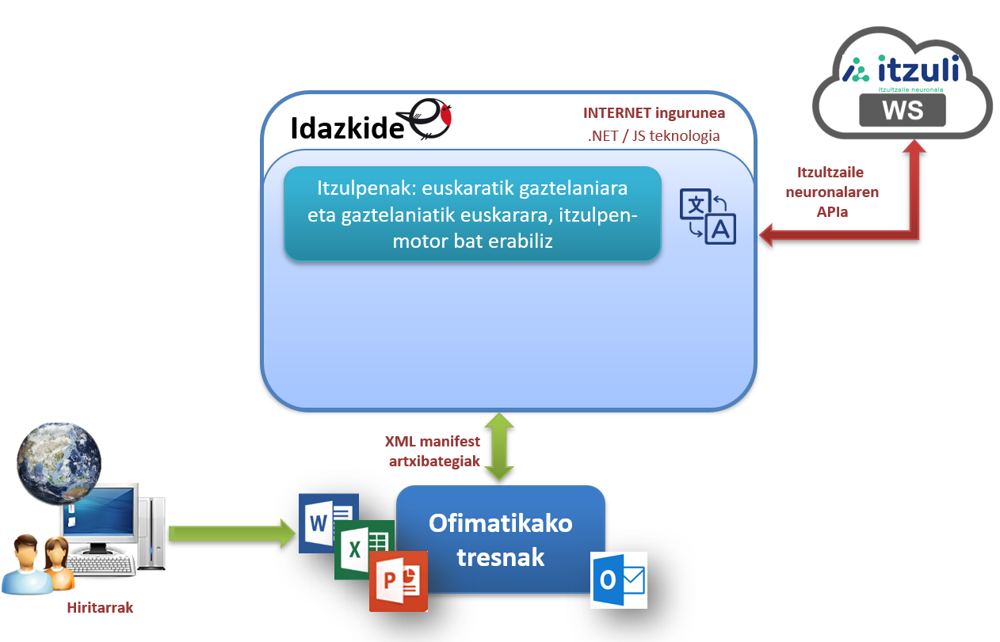 itzuli
itzultzaile neuronala
WS
Idazkide
INTERNET ingurunea
.NET / JS teknologia
Itzulpenak: euskaratik gaztelaniara
eta gaztelaniatik euskarara, itzulpen-
motor bat erabiliz
文
A
Itzultzaile
neuronalaren
APIa
XML manifest
artxibategiak
W
X
P
Ofimatikako
tresnak
O
Hiritarrak